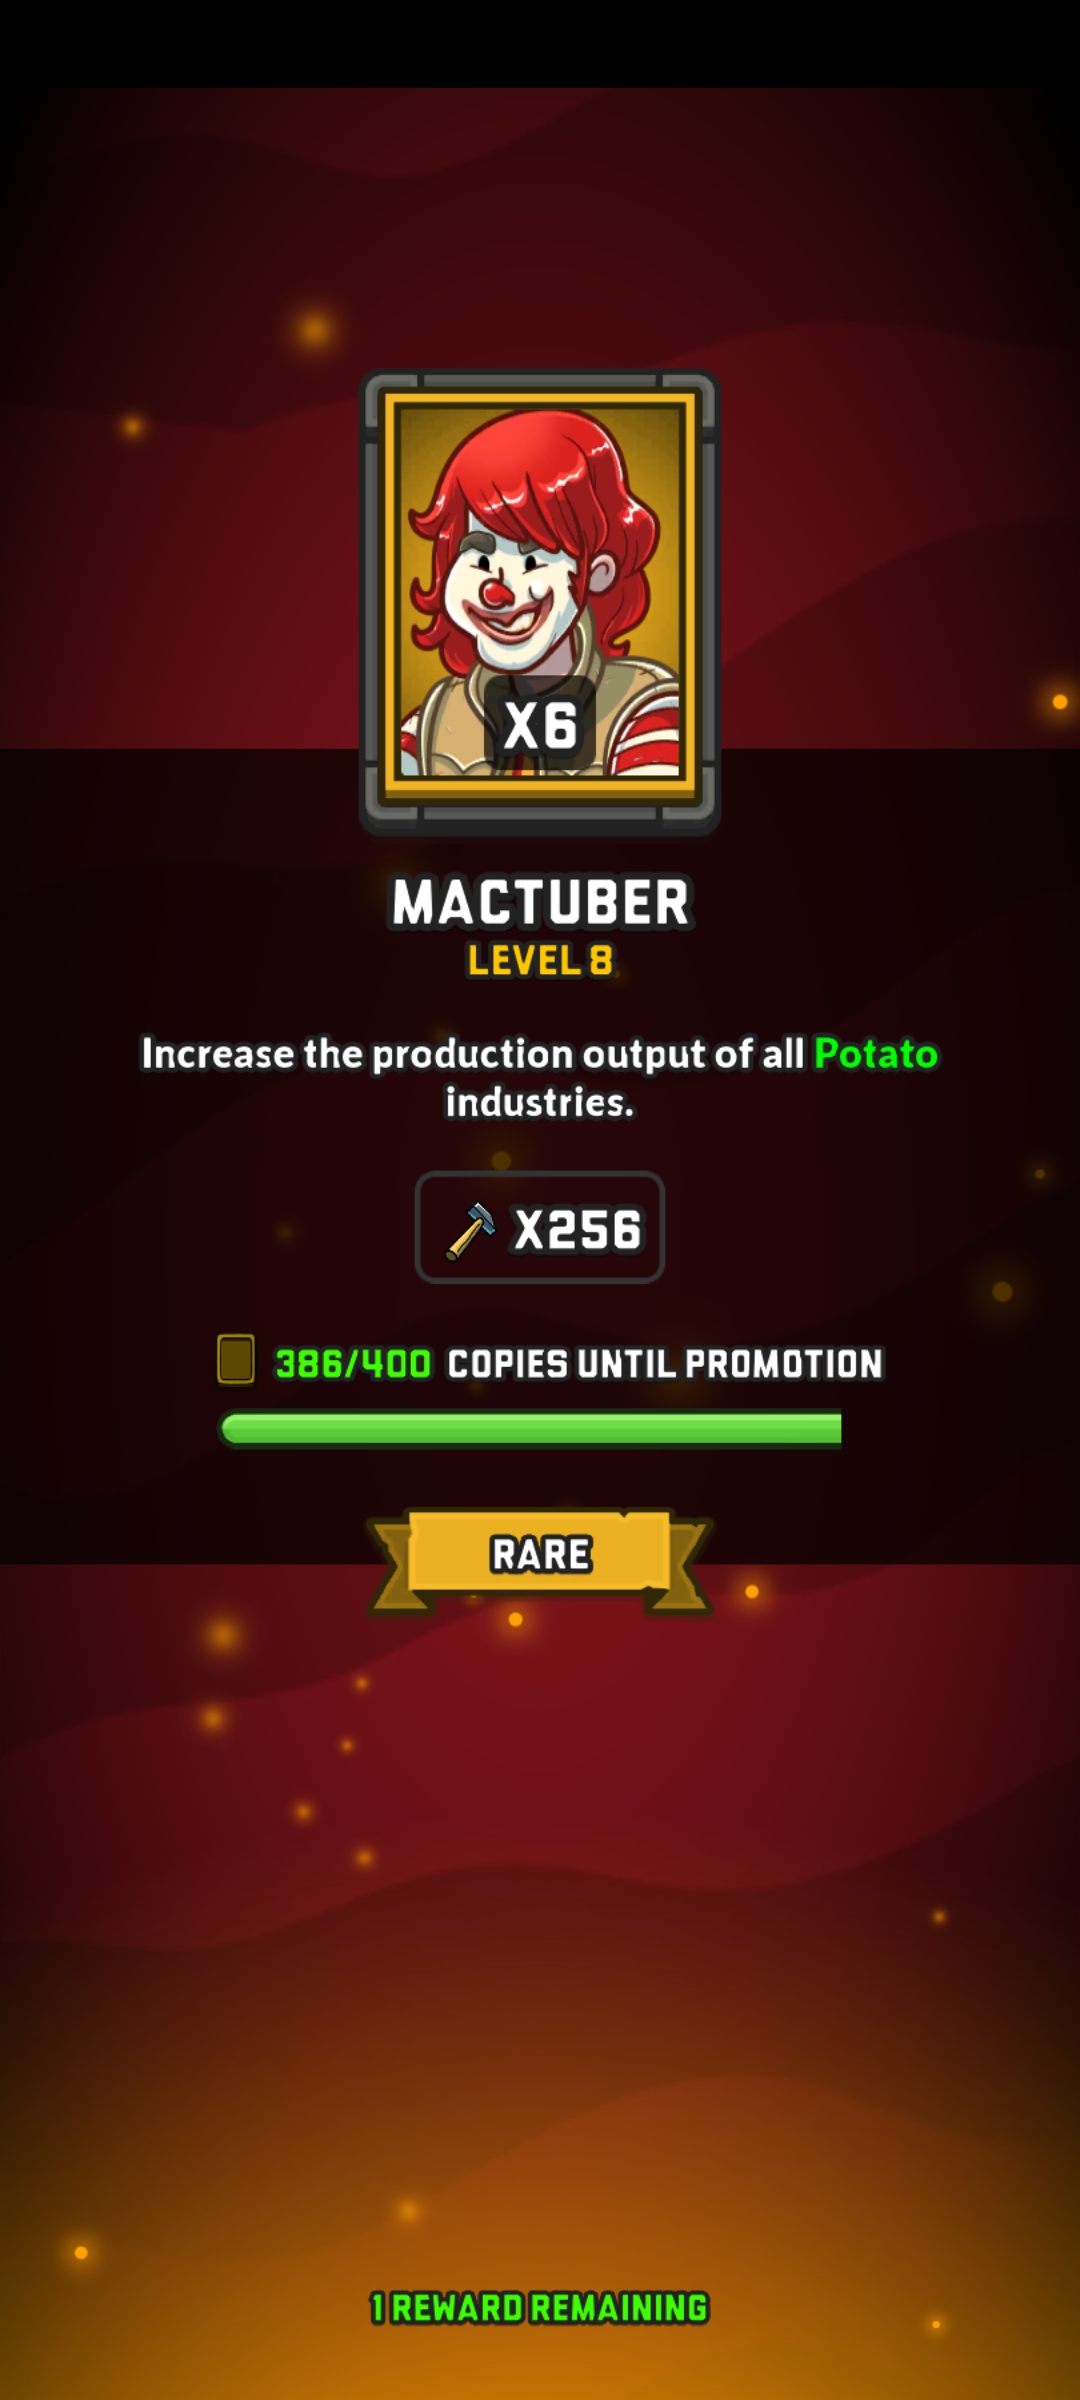 X6
MACTUBER
LEVEL 8
Increase the production output of all Potato
industries.
X256
386/400 COPIES UNTIL PROMOTION
RARE
1 REWARD REMAINING